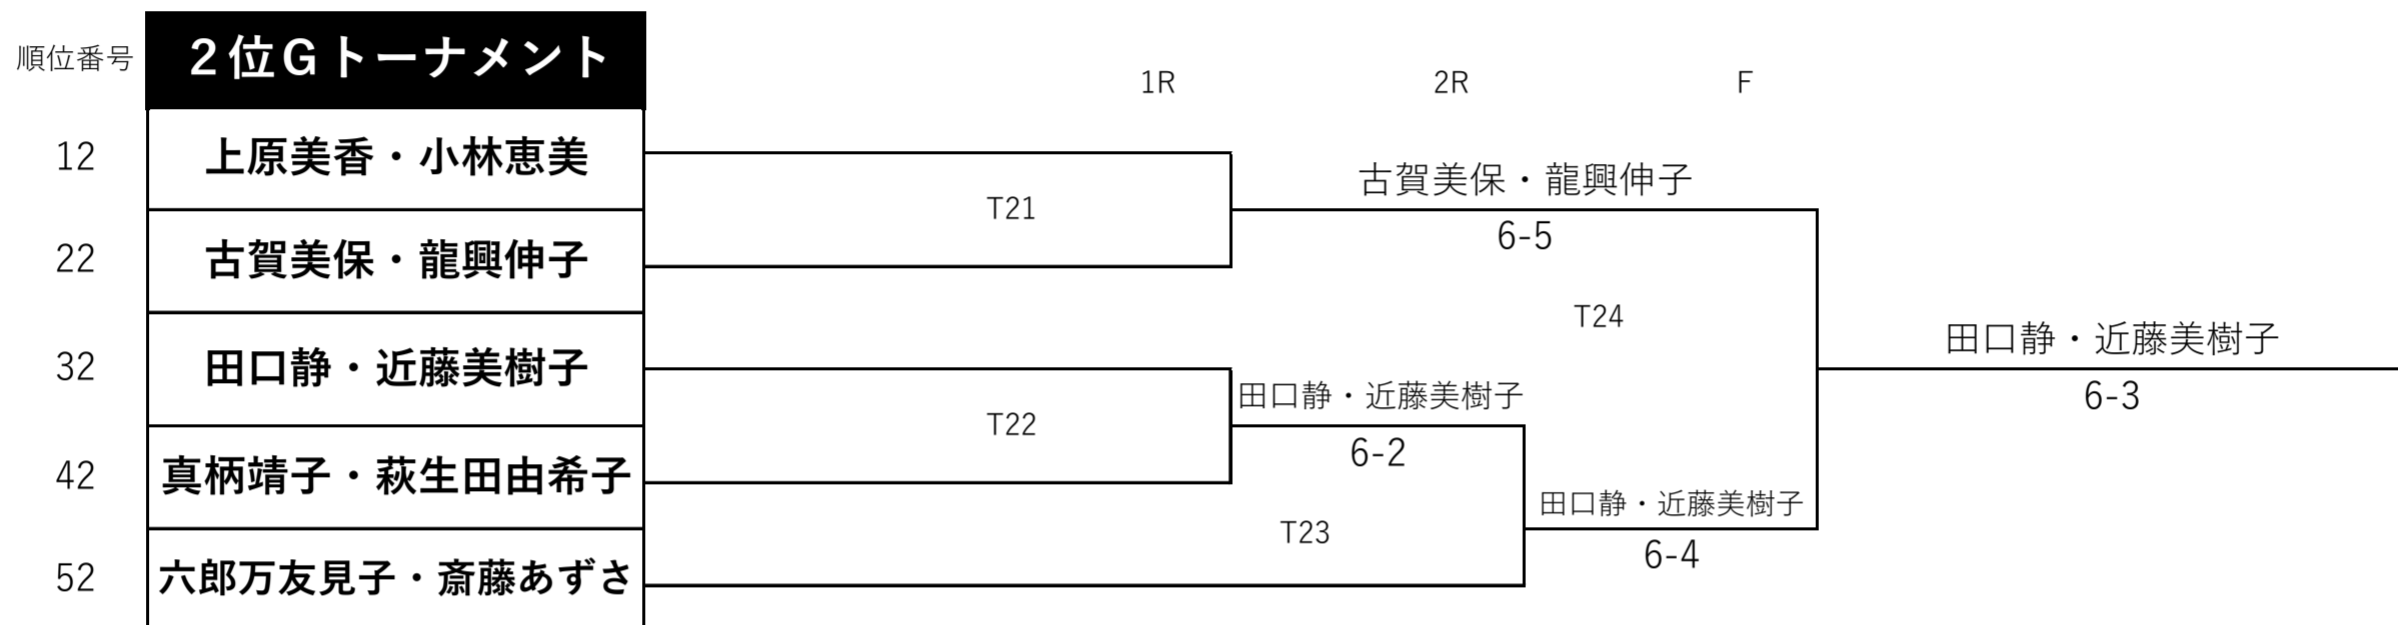 順位番号
２位Ｇトーナメント
1R
2R
F
12
上原美香・小林恵美
22
古賀美保・龍興伸子
32
田口静・近藤美樹子
42
真柄靖子・萩生田由希子
52
六郎万友見子・斎藤あずさ
T21
古賀美保・龍興伸子
6-5
T22
田口静・近藤美樹子
6-2
T23
田口静・近藤美樹子
6-4
T24
田口静・近藤美樹子
6-3